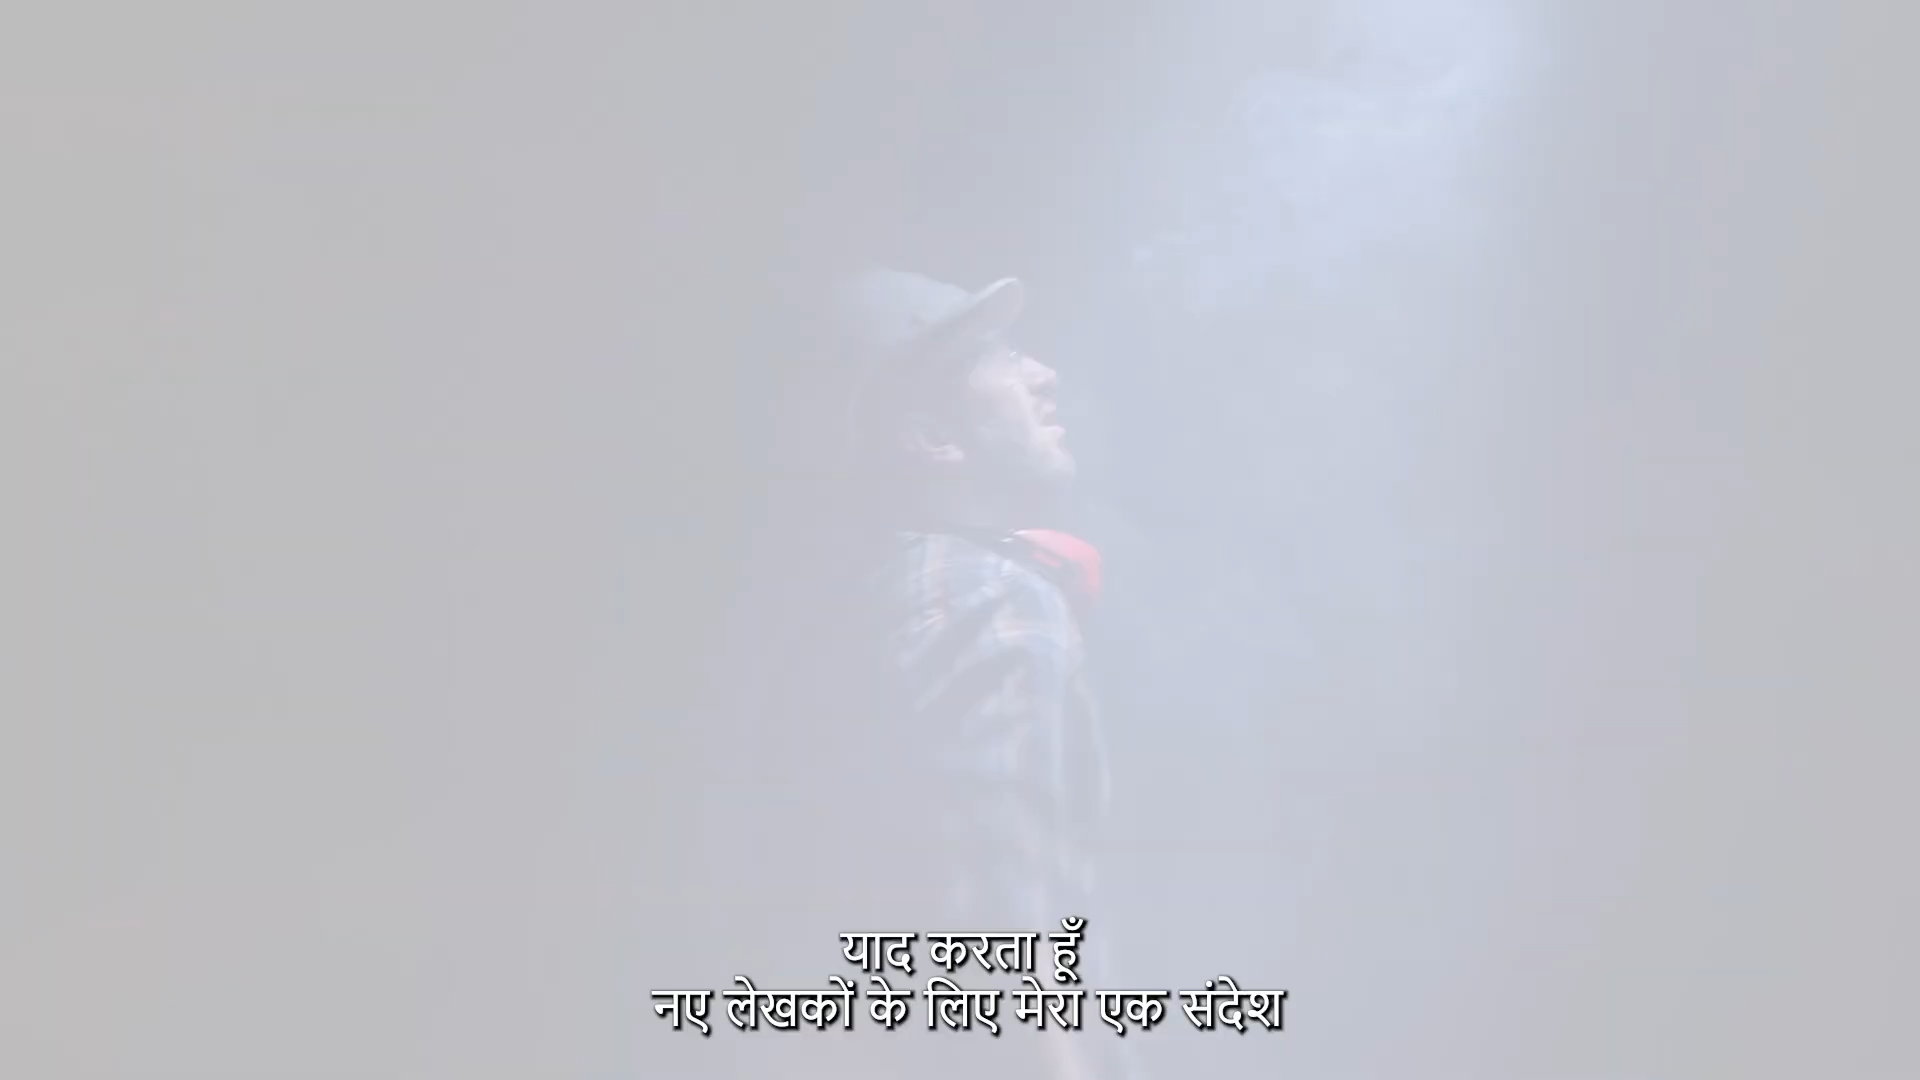 याद करता हूँ
नए लेखकों के लिए मेरा एक संदेश